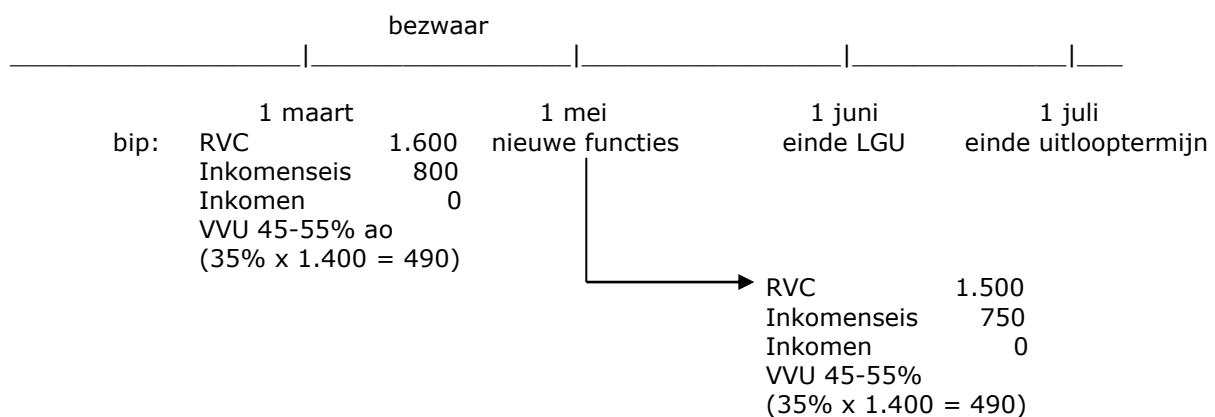 bezwaar
1 maart 1 mei 1 juni 1 juli
bip: RVC 1.600 nieuwe functies einde LGU einde uitlooptermijn
Inkomenseis 800
Inkomen 0
VVU 45-55% ao
(35% x 1.400 = 490)
RVC 1.500
Inkomenseis 750
Inkomen 0
VVU 45-55%
(35% x 1.400 = 490)